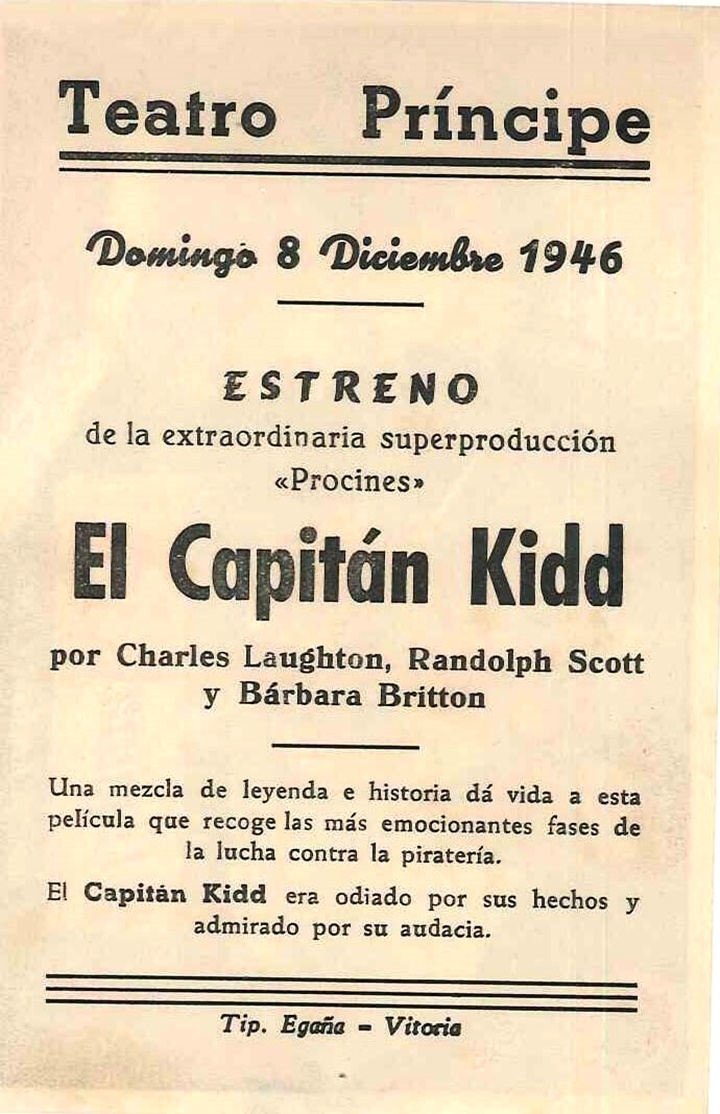 Teatro Príncipe
Domingo 8 Diciembre 1946
ESTRENO
de la extraordinaria superproducción
«Procines»
El Capitán Kidd
por Charles Laughton, Randolph Scott
y Bárbara Britton
Una mezcla de leyenda e historia dá vida a esta
película que recoge las más emocionantes fases de
la lucha contra la piratería.
El Capitán Kidd era odiado por sus hechos y
admirado por su audacia.
Tip. Egaña - Vitoria